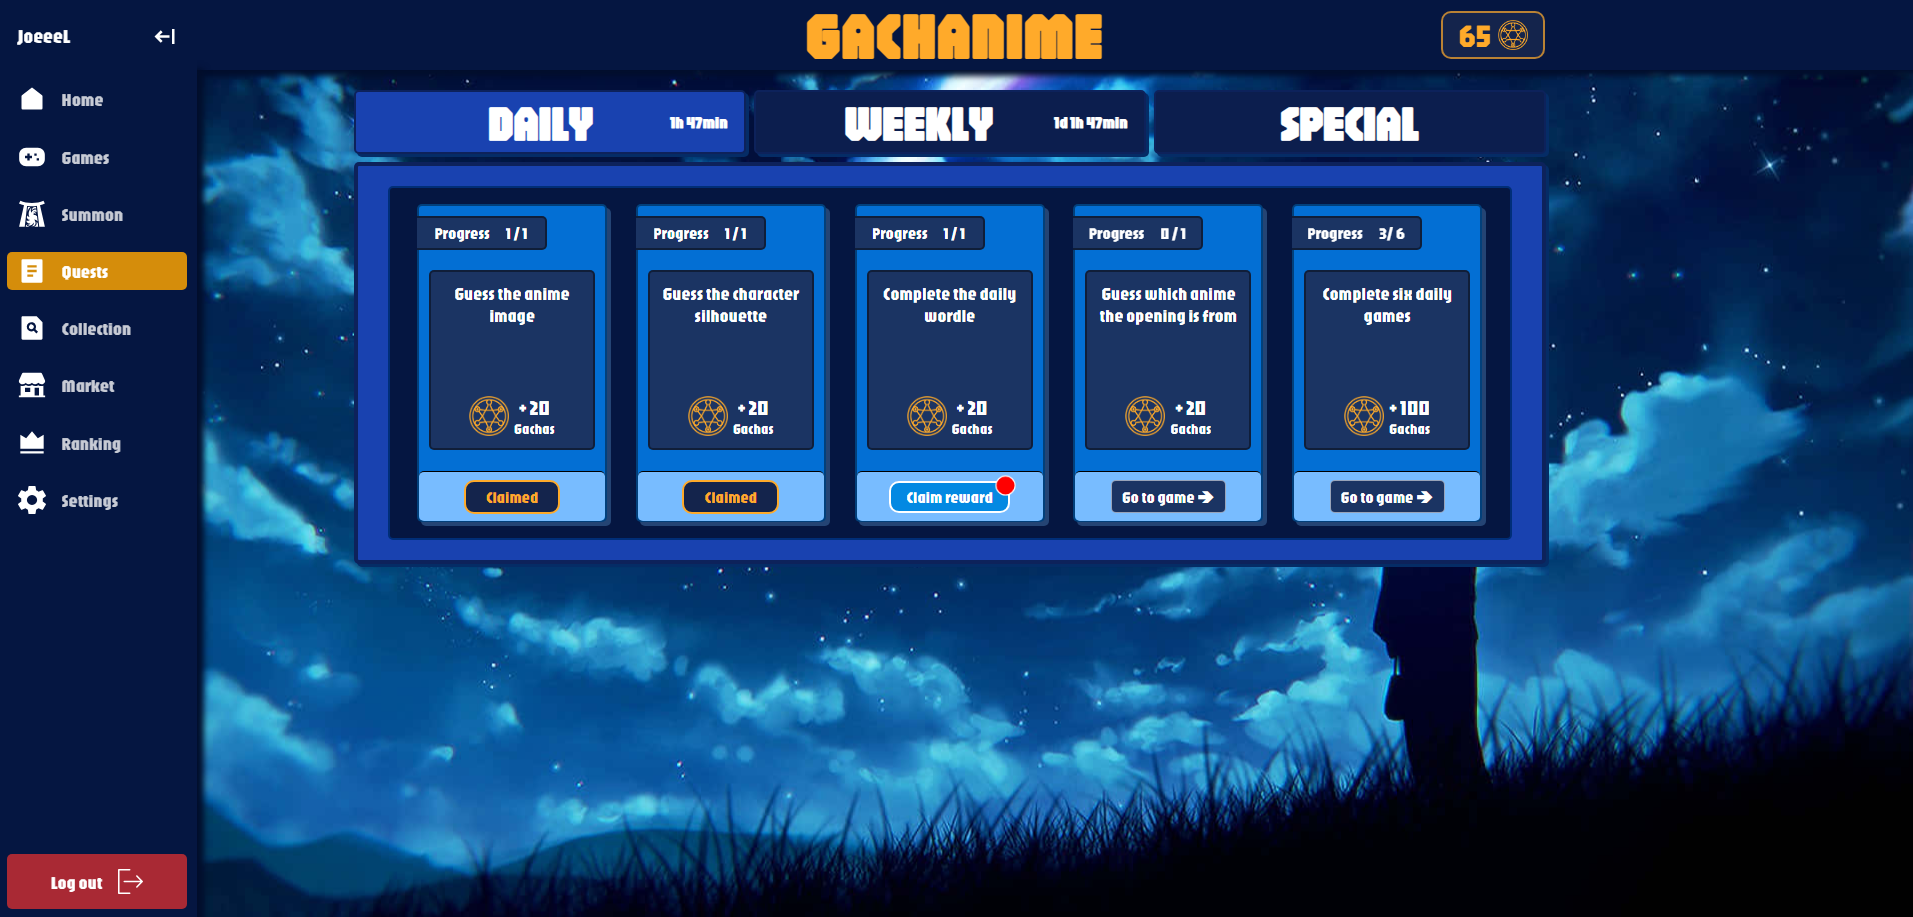 JoeeeL
GACHANIME
65
Home
Games
Summon
Quests
Collection
Market
Ranking
Settings
Log out
DAILY 1h 47min
WEEKLY 1d 1h 47min
SPECIAL
Progress 1/1
Guess the anime
image
+20
Gachas
Claimed
Progress 1/1
Guess the character
silhouette
+20
Gachas
Claimed
Progress 1/1
Complete the daily
wordle
+20
Gachas
Claim reward
Progress 0/1
Guess which anime
the opening is from
+20
Gachas
Go to game
Progress 3/6
Complete six daily
games
+100
Gachas
Go to game